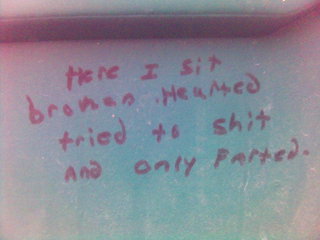 Here I sit
broken Hearted
tried to shit
And only Farted.